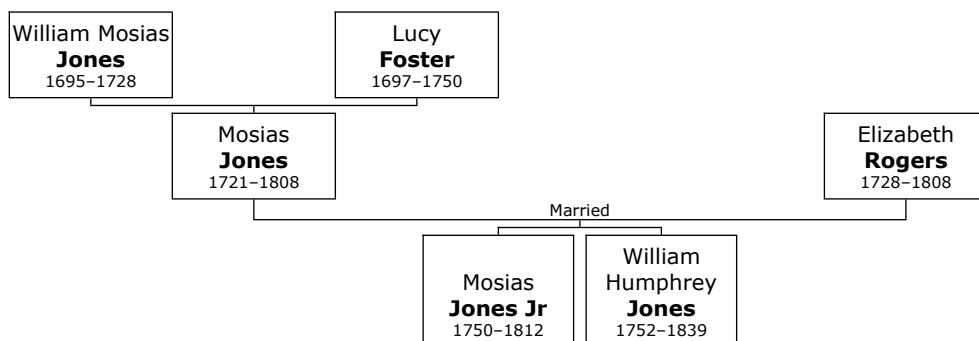 William Mosias
Jones
1695–1728
Lucy
Foster
1697–1750
Mosias
Jones
1721–1808
Elizabeth
Rogers
1728–1808
Married
Mosias
Jones Jr
1750–1812
William
Humphrey
Jones
1752–1839